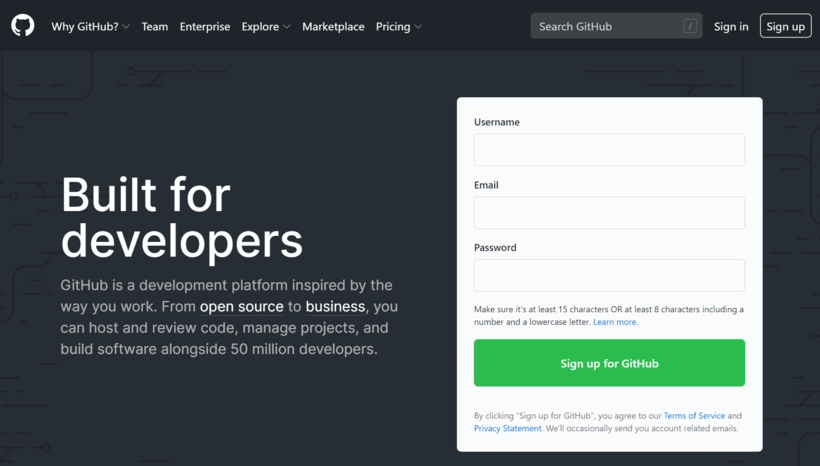 Why GitHub? Team Enterprise Explore Marketplace Pricing Search GitHub / Sign in Sign up
Built for
developers
GitHub is a development platform inspired by the
way you work. From open source to business, you
can host and review code, manage projects, and
build software alongside 50 million developers.
Username
Email
Password
Make sure it's at least 15 characters OR at least 8 characters including a
number and a lowercase letter. Learn more.
Sign up for GitHub
By clicking “Sign up for GitHub”, you agree to our Terms of Service and
Privacy Statement. We'll occasionally send you account related emails.